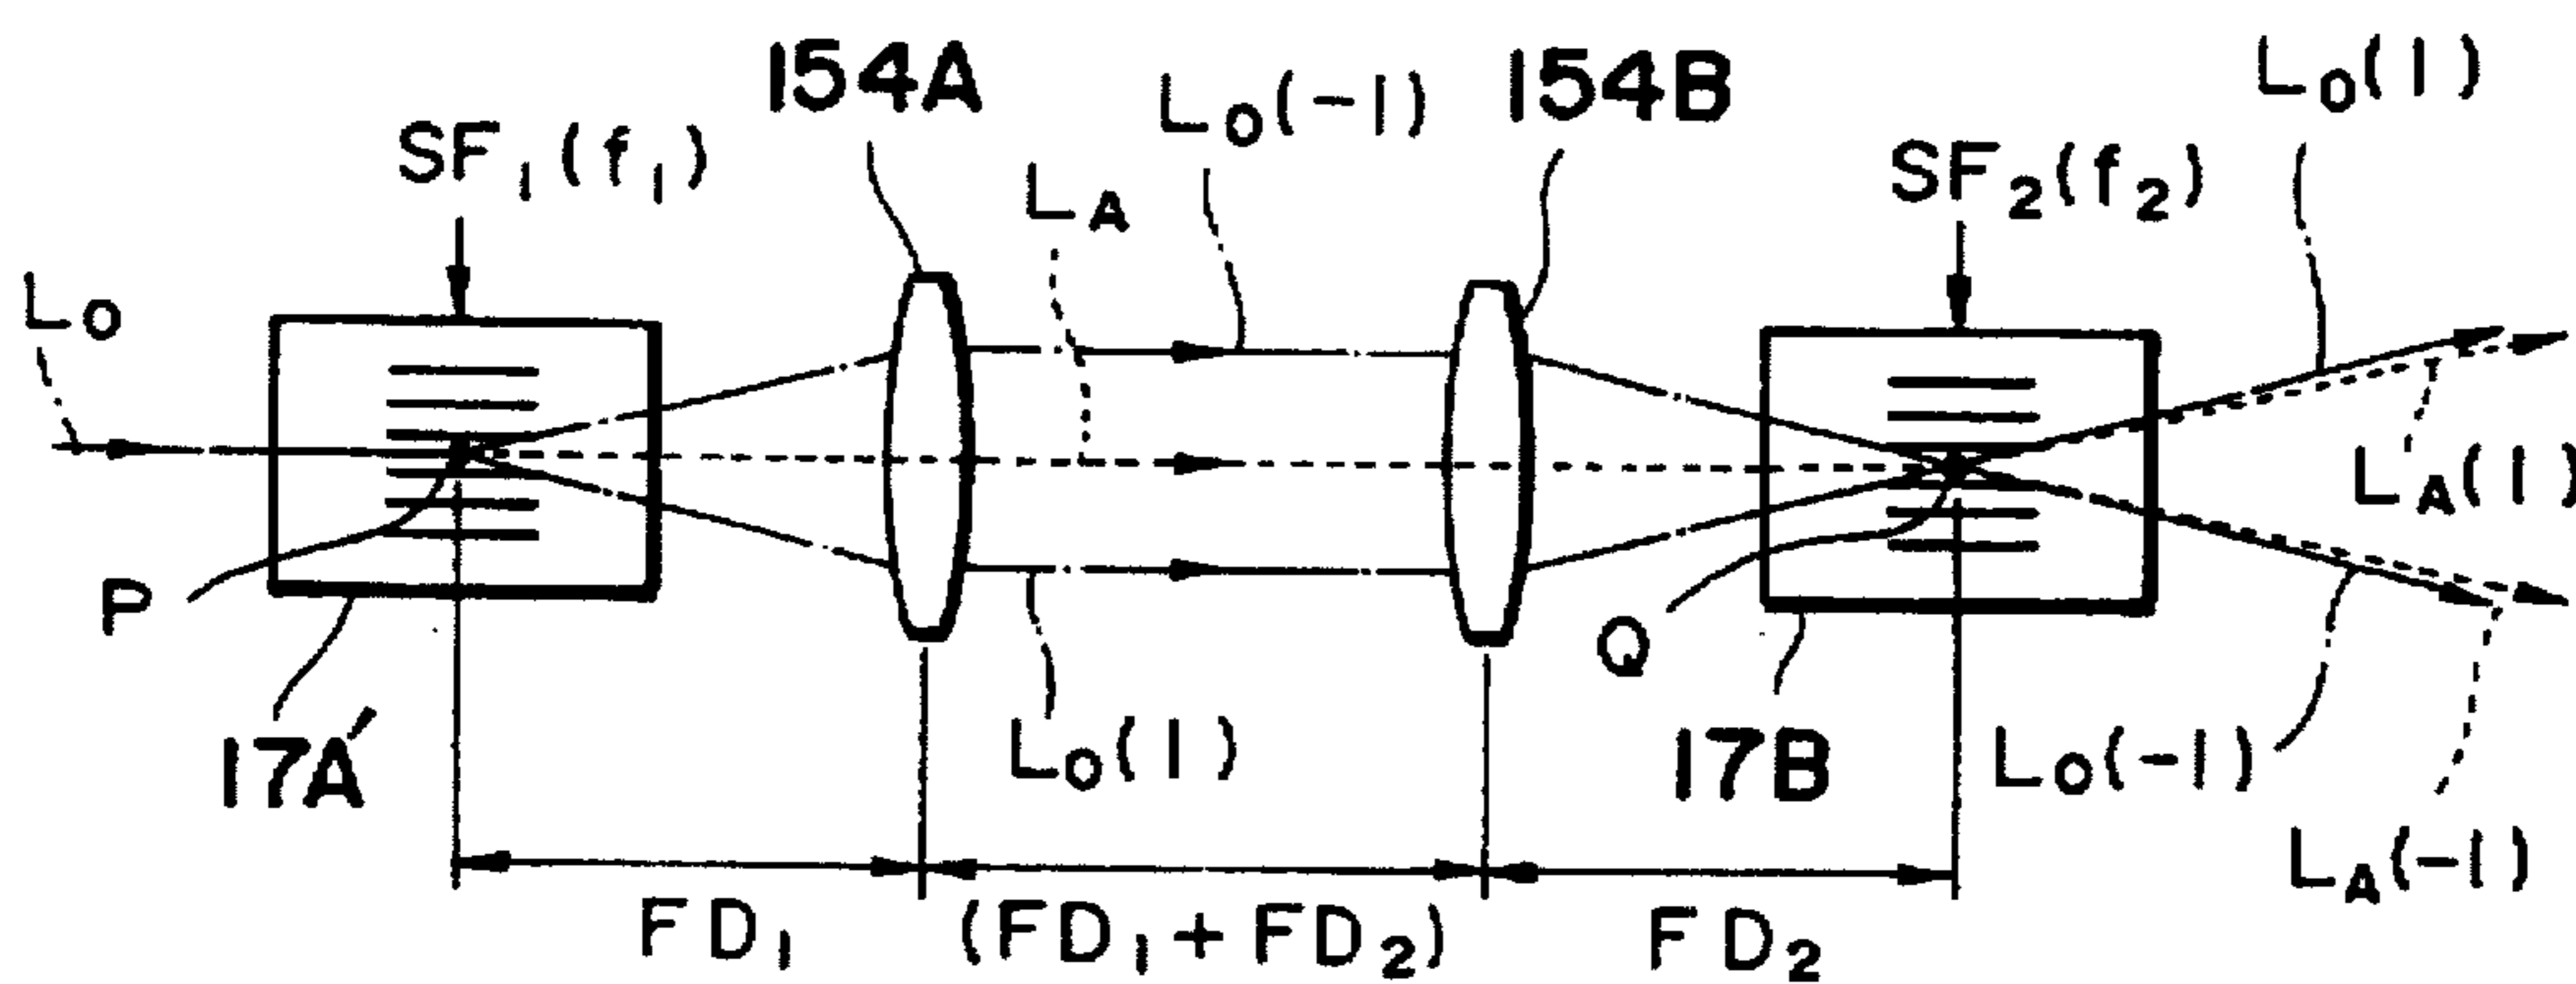 154A
154B
L₀(1)
L₀(-1)
SF₁(f₁)
SF₂(f₂)
L_A
L₀
L_A(1)
P
Q
17A'
L₀(1)
17B
L₀(-1)
L_A(-1)
FD₁
(FD₁+FD₂)
FD₂